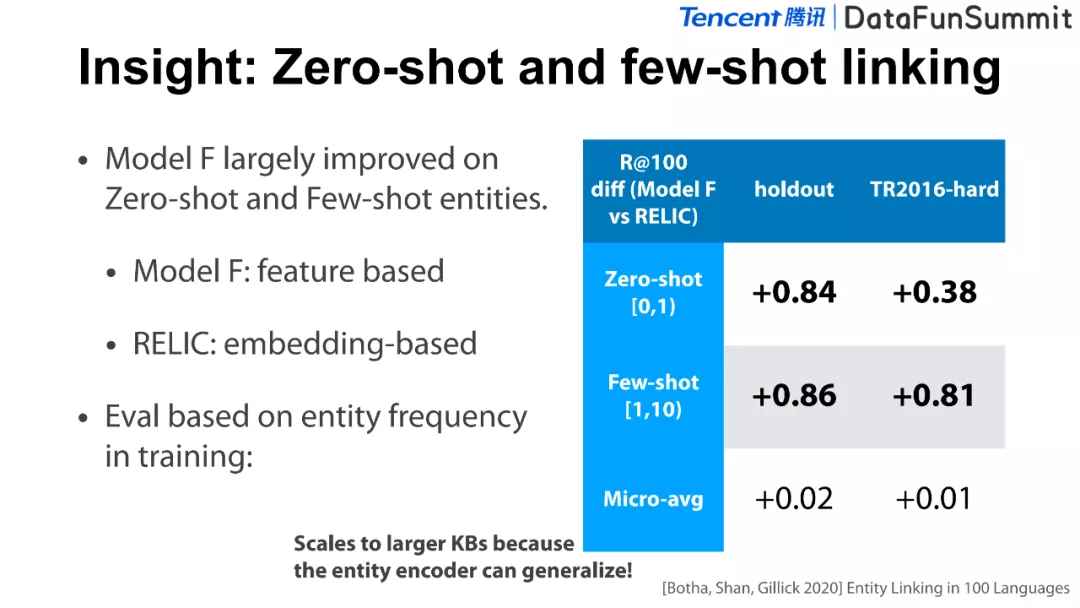 Tencent腾讯 | DataFunSummit
Insight: Zero-shot and few-shot linking
• Model F largely improved on
Zero-shot and Few-shot entities.
• Model F: feature based
• RELIC: embedding-based
• Eval based on entity frequency
in training:
R@100
diff (Model F
vs RELIC)
holdout
TR2016-hard
Zero-shot
[0,1)
+0.84
+0.38
Few-shot
[1,10)
+0.86
+0.81
Micro-avg
+0.02
+0.01
Scales to larger KBs because
the entity encoder can generalize!
[Botha, Shan, Gillick 2020] Entity Linking in 100 Languages